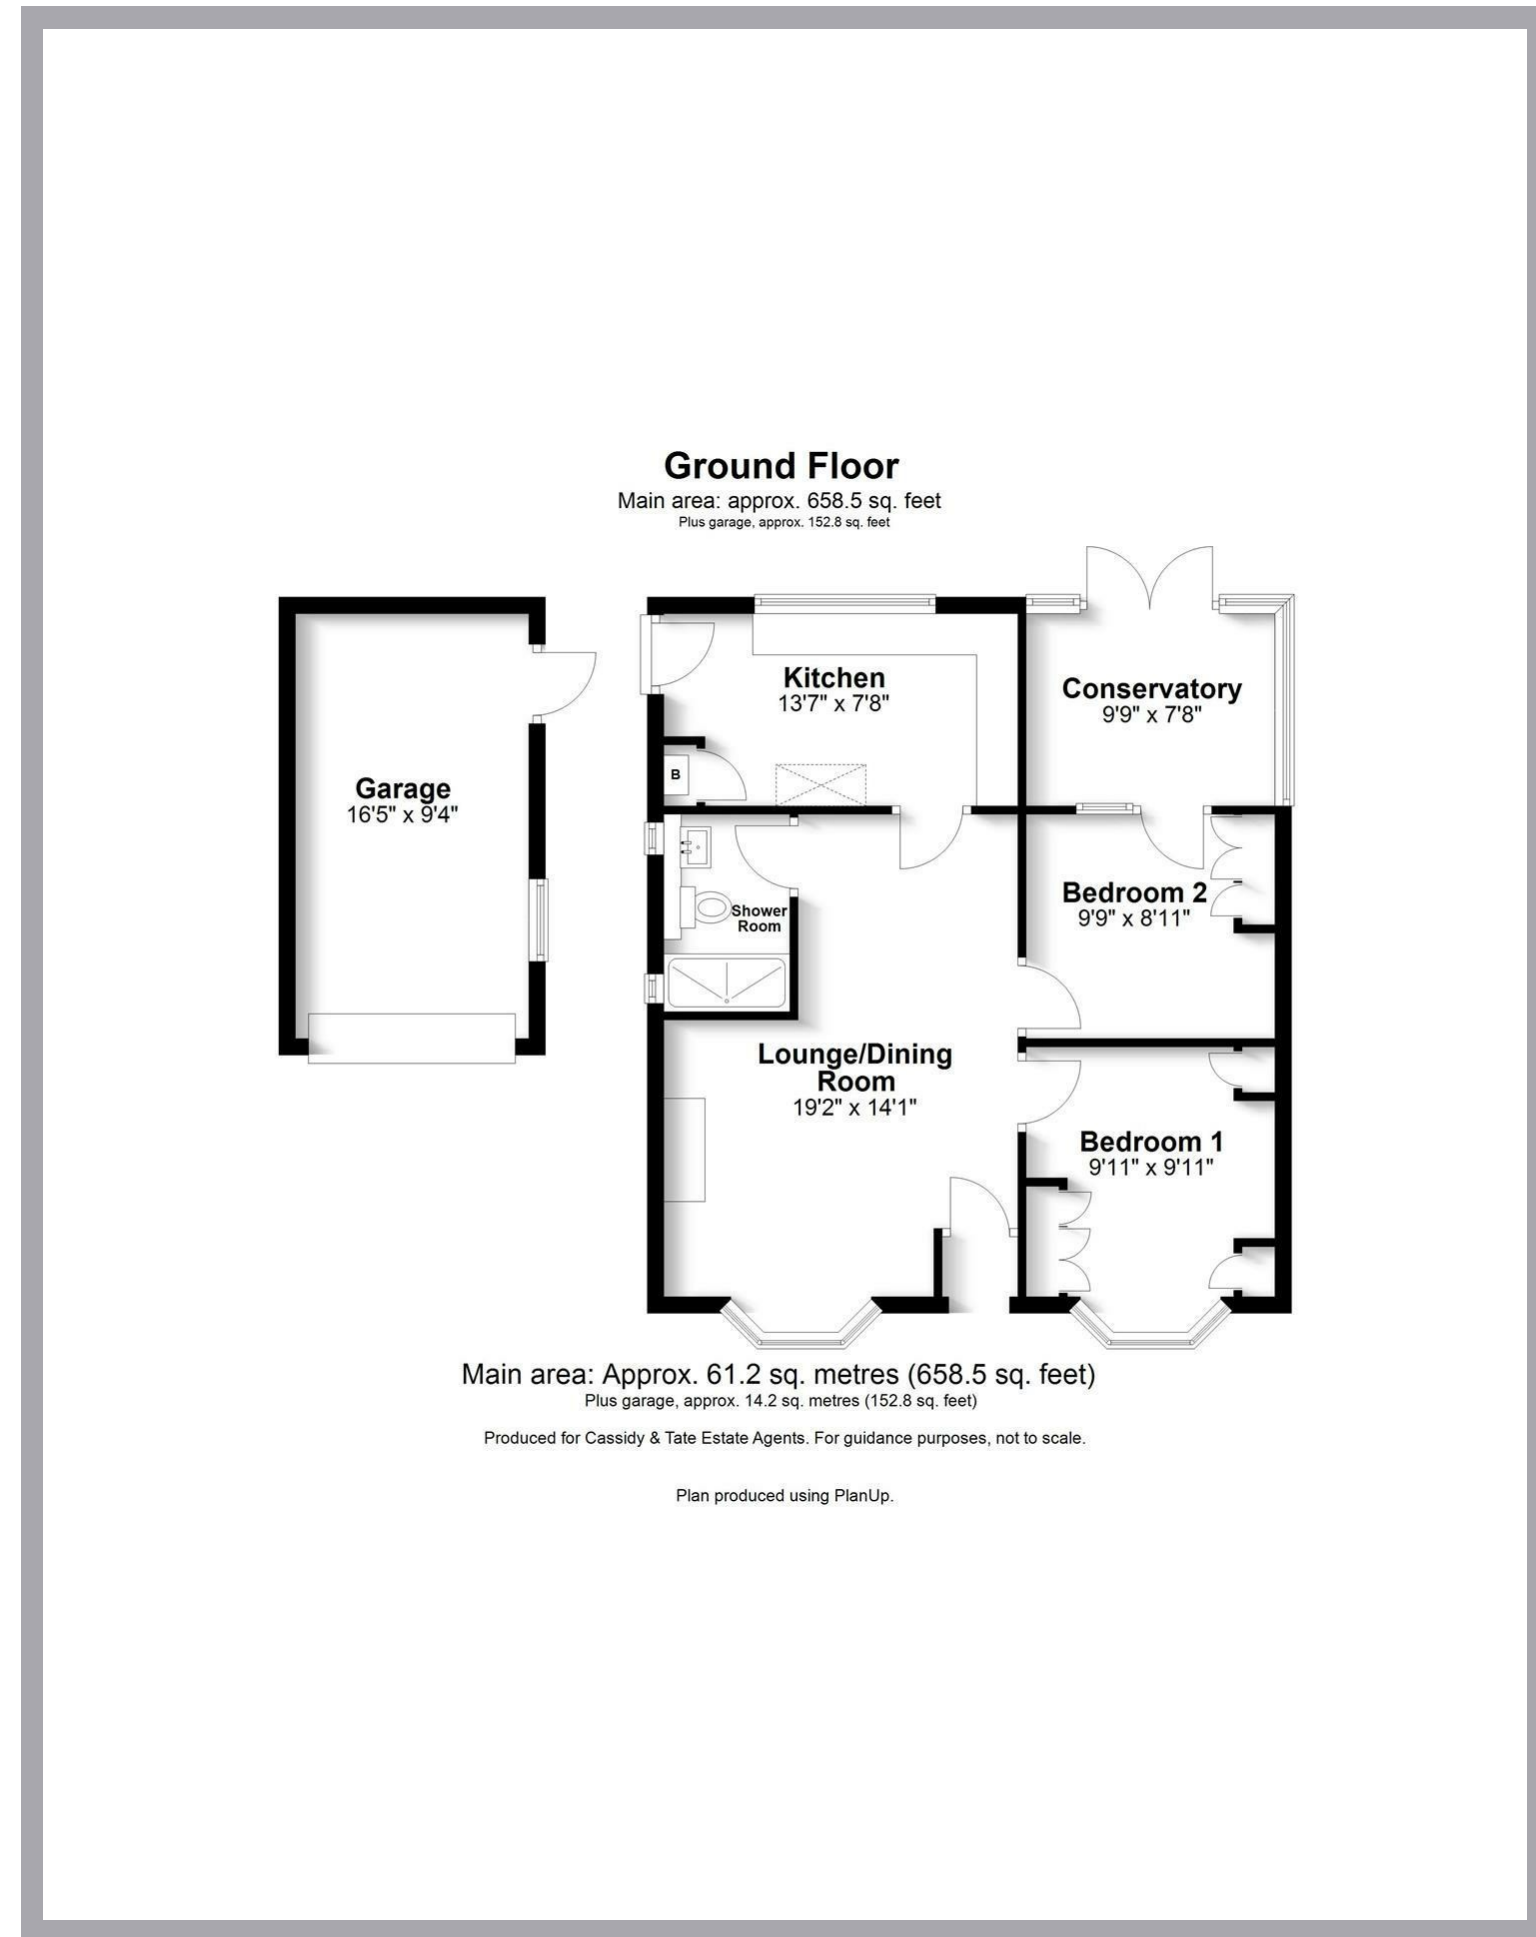 Ground Floor
Main area: approx. 658.5 sq. feet
Plus garage, approx. 152.8 sq. feet
Kitchen
13'7" x 7'8"
Conservatory
9'9" x 7'8"
B
Garage
16'5" x 9'4"
Bedroom 2
9'9" x 8'11"
Shower
Room
Lounge/Dining
Room
19'2" x 14'1"
Bedroom 1
9'11" x 9'11"
Main area: Approx. 61.2 sq. metres (658.5 sq. feet)
Plus garage, approx. 14.2 sq. metres (152.8 sq. feet)
Produced for Cassidy & Tate Estate Agents. For guidance purposes, not to scale.
Plan produced using PlanUp.